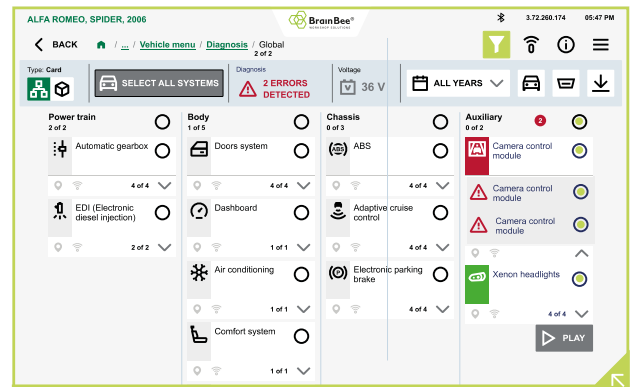 ALFA ROMEO, SPIDER, 2006
BrainBee®
WORKSHOP SOLUTIONS
3.72.260.174
05:47 PM
BACK / ... / Vehicle menu / Diagnosis / Global
2 of 2
Type: Card
SELECT ALL SYSTEMS
Diagnosis
2 ERRORS
DETECTED
Voltage
V
36 V
ALL YEARS
Power train
2 of 2
Automatic gearbox
4 of 4
EDI (Electronic
diesel injection)
2 of 2
Body
1 of 5
Doors system
4 of 4
Dashboard
1 of 1
Air conditioning
1 of 1
Comfort system
1 of 1
Chassis
0 of 3
ABS
ABS
4 of 4
Adaptive cruise
control
4 of 4
P
Electronic parking
brake
4 of 4
Auxiliary
0 of 2
2
Camera control
module
Camera control
module
Camera control
module
Xenon headlights
4 of 4
PLAY